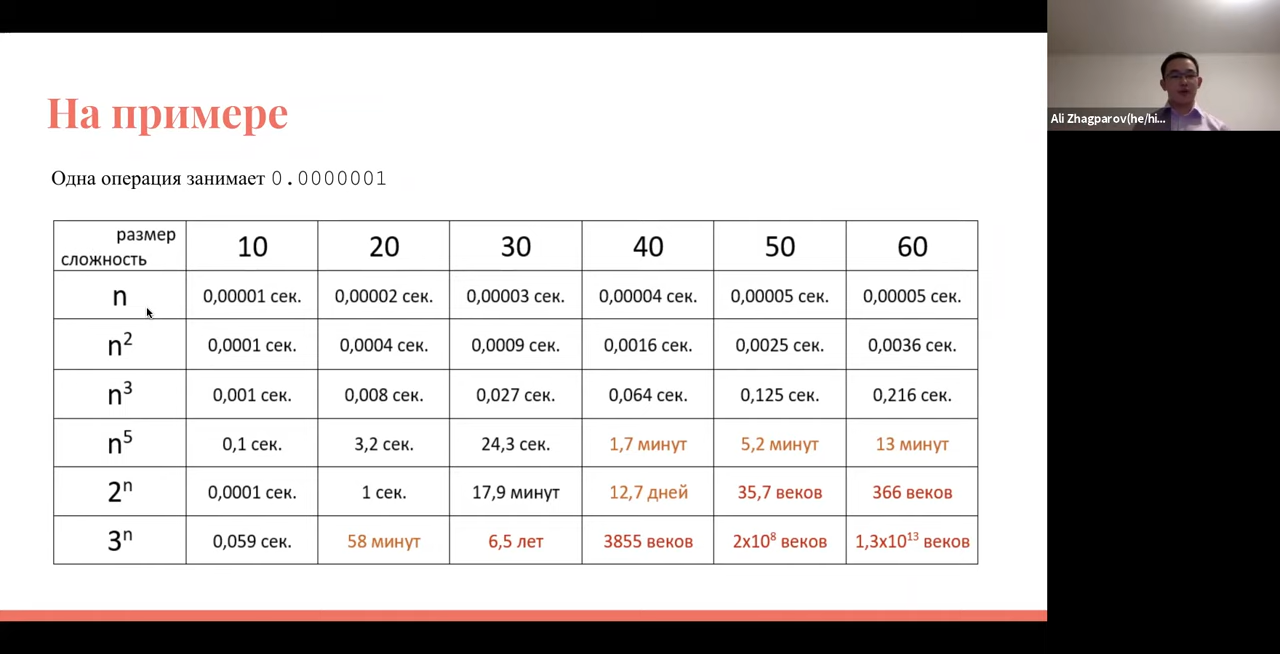 На примере
Ali Zhagparov(he/hi...
Одна операция занимает 0.0000001
размер
сложность 10 20 30 40 50 60
n 0,00001 сек. 0,00002 сек. 0,00003 сек. 0,00004 сек. 0,00005 сек. 0,00005 сек.
n² 0,0001 сек. 0,0004 сек. 0,0009 сек. 0,0016 сек. 0,0025 сек. 0,0036 сек.
n³ 0,001 сек. 0,008 сек. 0,027 сек. 0,064 сек. 0,125 сек. 0,216 сек.
n⁵ 0,1 сек. 3,2 сек. 24,3 сек. 1,7 минут 5,2 минут 13 минут
2ⁿ 0,0001 сек. 1 сек. 17,9 минут 12,7 дней 35,7 веков 366 веков
3ⁿ 0,059 сек. 58 минут 6,5 лет 3855 веков 2х10⁸ веков 1,3х10¹³ веков